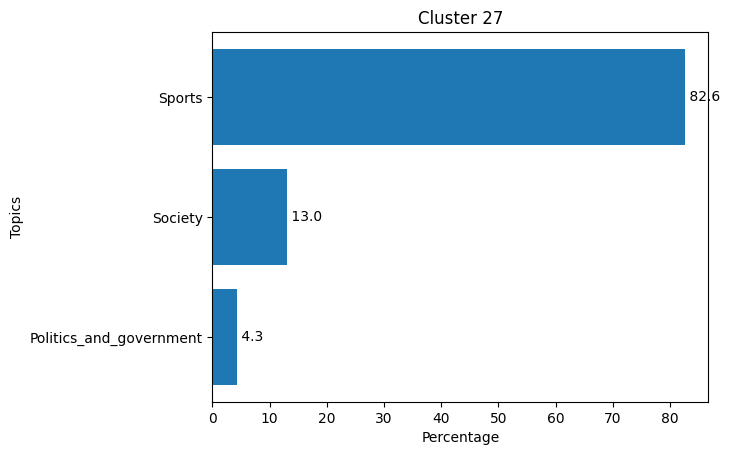 Cluster 27
Topics
Sports
82.6
Society
13.0
Politics_and_government
4.3
0 10 20 30 40 50 60 70 80
Percentage